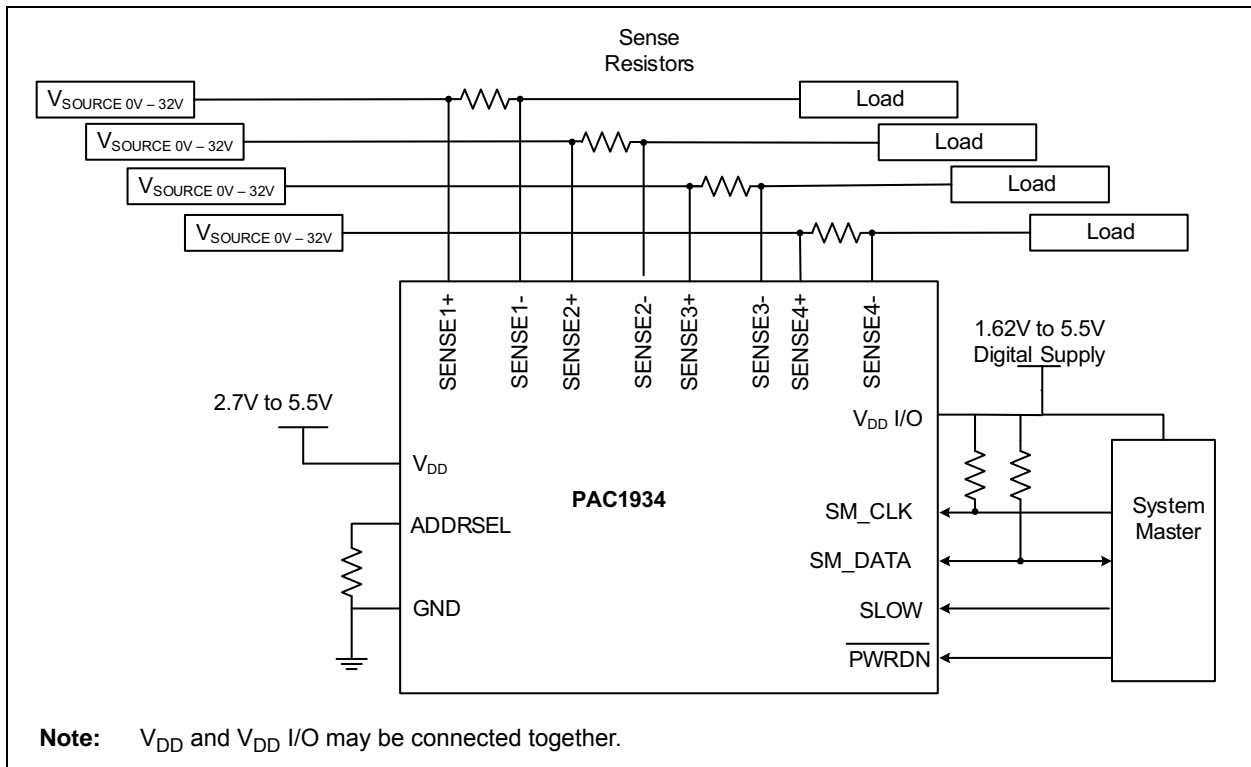 Sense
Resistors
VSOURCE 0V – 32V
Load
VSOURCE 0V – 32V
Load
VSOURCE 0V – 32V
Load
VSOURCE 0V – 32V
Load
SENSE1+
SENSE1-
SENSE2+
SENSE2-
SENSE3+
SENSE3-
SENSE4+
SENSE4-
1.62V to 5.5V
Digital Supply
2.7V to 5.5V
VDD I/O
VDD
PAC1934
ADDRSEL
SM_CLK
System
Master
SM_DATA
GND
SLOW
PWRDN
Note: VDD and VDD I/O may be connected together.